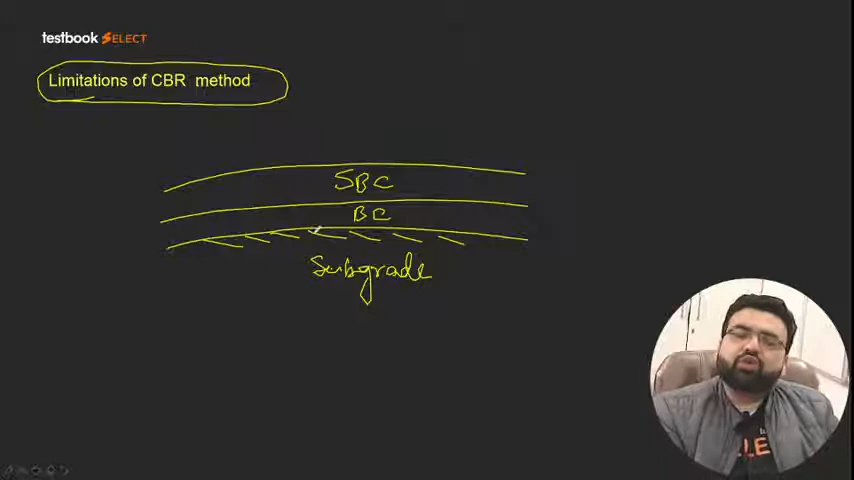 testbook SELECT
Limitations of CBR method
SBC
BC
Subgrade